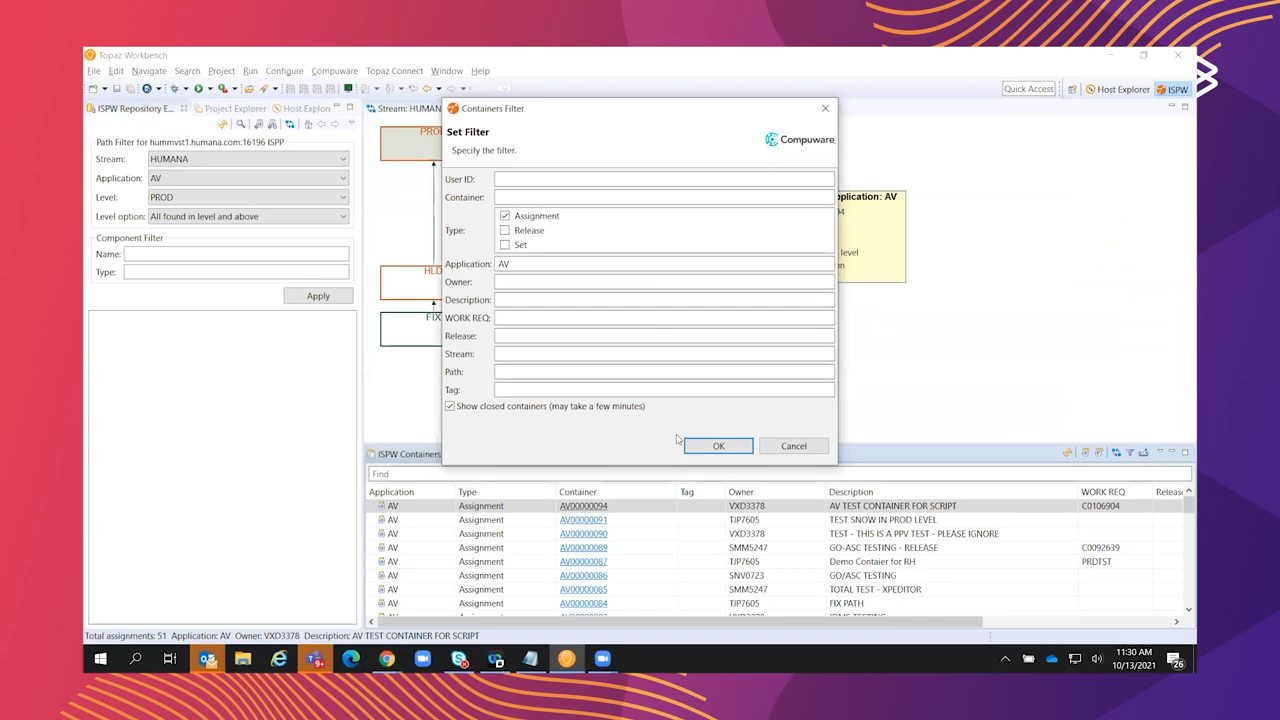 Topaz Workbench
File Edit Navigate Search Project Run Configure Compuware Topaz Connect Window Help
Quick Access Host Explorer ISPW
ISPW Repository E... Project Explorer Host Explor
Path Filter for hummvst1.humana.com:16196 ISPP
Stream: HUMANA
Application: AV
Level: PROD
Level option: All found in level and above
Component Filter
Name:
Type:
Apply
Stream: HUMAN
PRO
HLD
FIX
pplication: AV
level
on
Containers Filter
Set Filter
Specify the filter.
Compuware.
User ID:
Container:
Type:
Assignment
Release
Set
Application: AV
Owner:
Description:
WORK REQ:
Release:
Stream:
Path:
Tag:
Show closed containers (may take a few minutes)
OK Cancel
ISPW Containers
Find
Application Type Container Tag Owner Description WORK REQ Release
AV Assignment AV00000094 VXD3378 AV TEST CONTAINER FOR SCRIPT C0106904
AV Assignment AV00000091 TJP7605 TEST SNOW IN PROD LEVEL
AV Assignment AV00000090 VXD3378 TEST - THIS IS A PPV TEST - PLEASE IGNORE
AV Assignment AV00000089 SMM5247 GO-ASC TESTING - RELEASE C0092639
AV Assignment AV00000087 TJP7605 Demo Contaier for RH PRDTST
AV Assignment AV00000086 SNV0723 GO/ASC TESTING
AV Assignment AV00000085 SMM5247 TOTAL TEST - XPEDITOR
AV Assignment AV00000084 TJP7605 FIX PATH
Total assignments: 51 Application: AV Owner: VXD3378 Description: AV TEST CONTAINER FOR SCRIPT
11:30 AM
10/13/2021
26